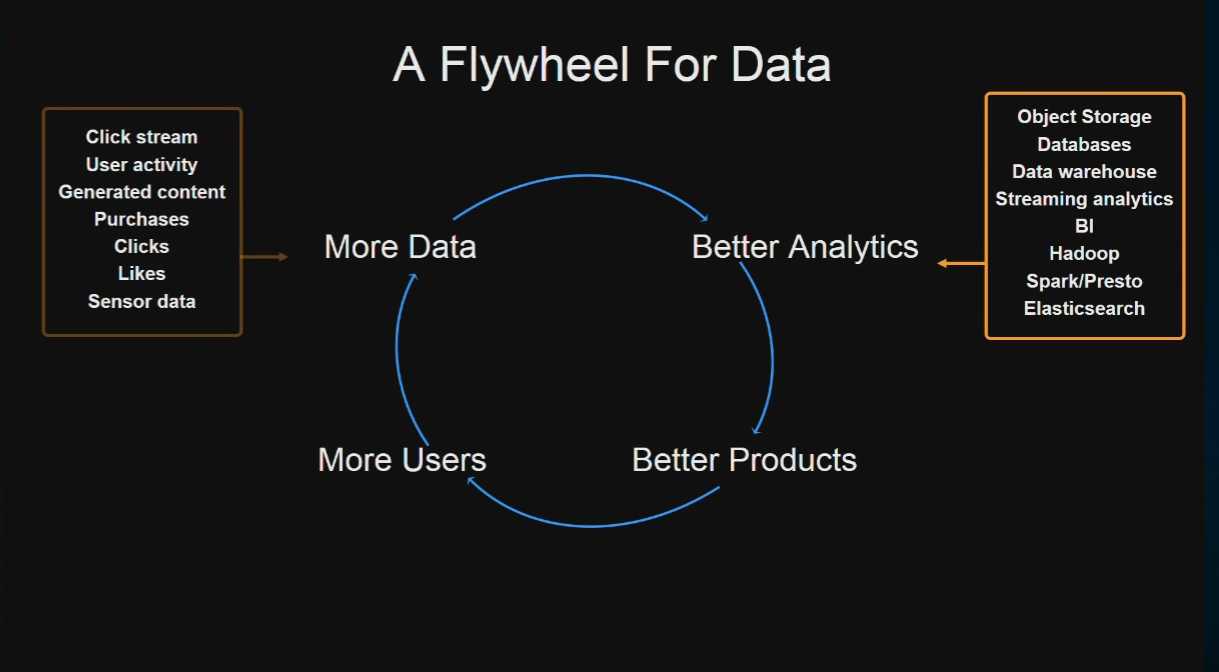 A Flywheel For Data
Click stream
User activity
Generated content
Purchases
Clicks
Likes
Sensor data
More Data
Better Analytics
Object Storage
Databases
Data warehouse
Streaming analytics
BI
Hadoop
Spark/Presto
Elasticsearch
More Users
Better Products